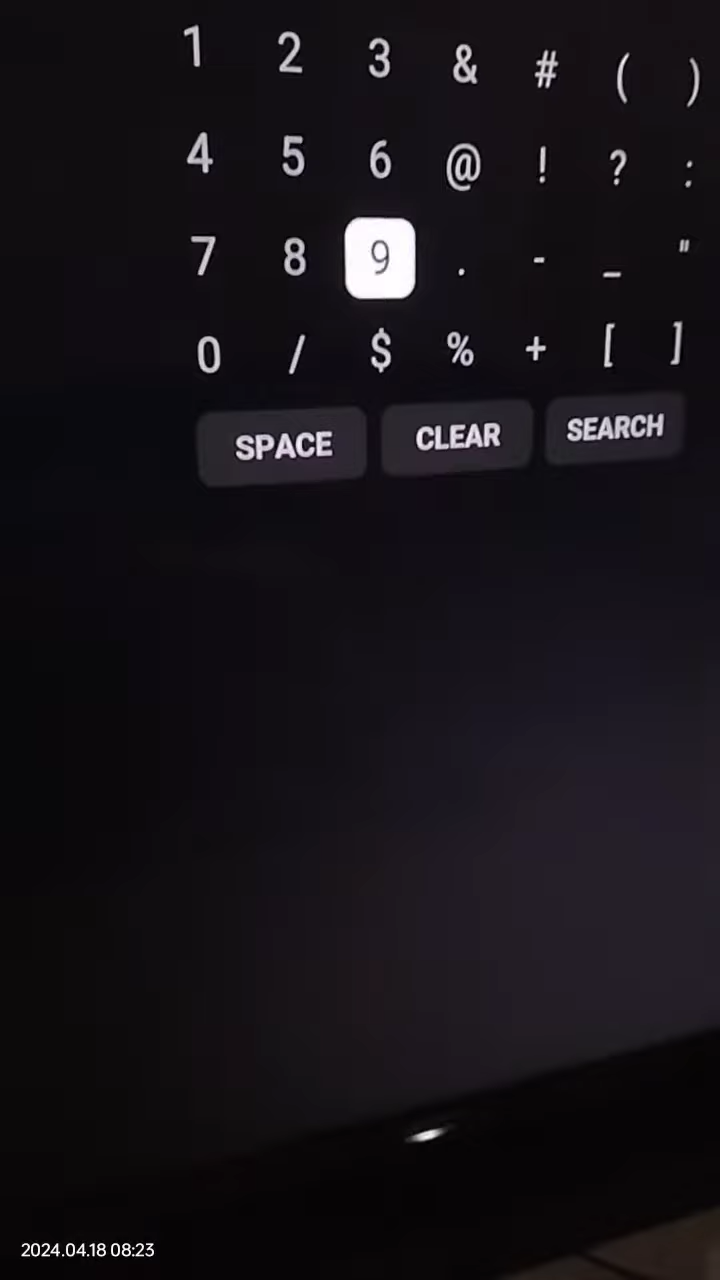 1 2 3 & # ( )
4 5 6 @ ! ? :
7 8 9 . - _ "
0 / $ % + [ ]
SPACE CLEAR SEARCH
2024.04.18 08:23